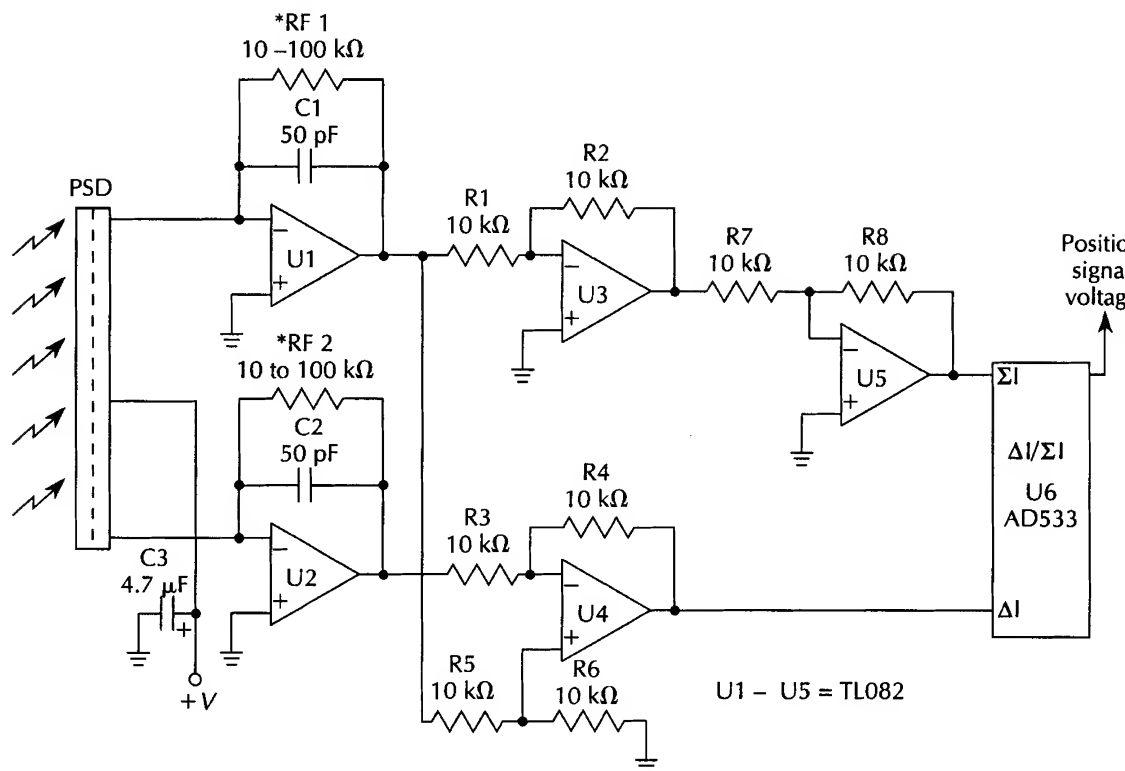 *RF 1
10 –100 kΩ
C1
50 pF
PSD
−
U1
+
R1
10 kΩ
R2
10 kΩ
−
U3
+
R7
10 kΩ
R8
10 kΩ
−
U5
+
Position
signal
voltage
*RF 2
10 to 100 kΩ
C2
50 pF
ΣI
ΔI/ΣI
U6
AD533
ΔI
C3
4.7 μF
+
−
U2
+
R3
10 kΩ
R4
10 kΩ
−
U4
+
R5
10 kΩ
R6
10 kΩ
+V
U1 – U5 = TL082